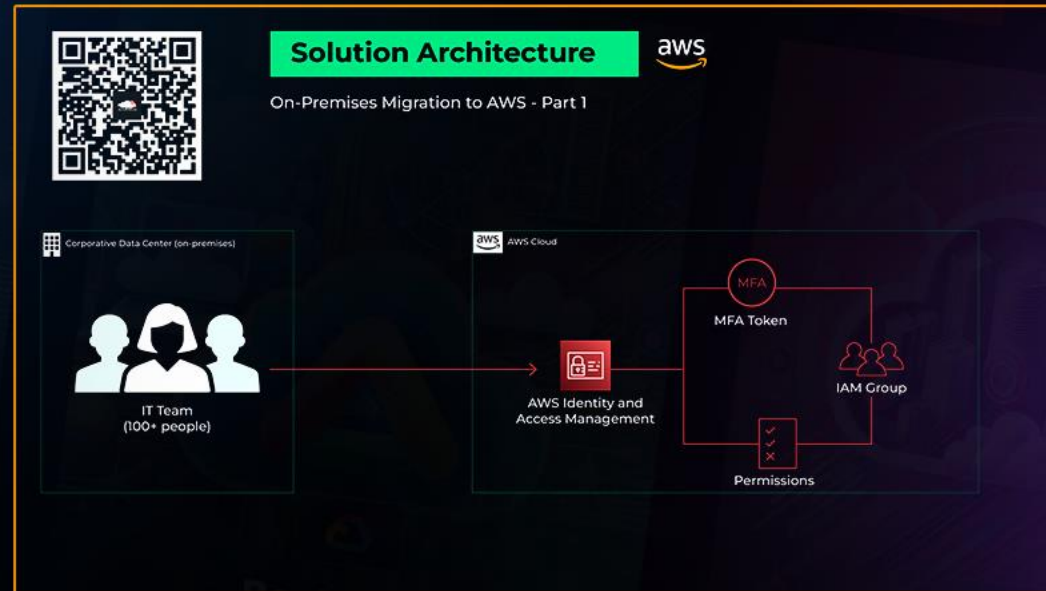 Solution Architecture
aws
On-Premises Migration to AWS - Part 1
Corporative Data Center (on-premises)
IT Team
(100+ people)
aws
AWS Cloud
AWS Identity and
Access Management
MFA
MFA Token
IAM Group
Permissions